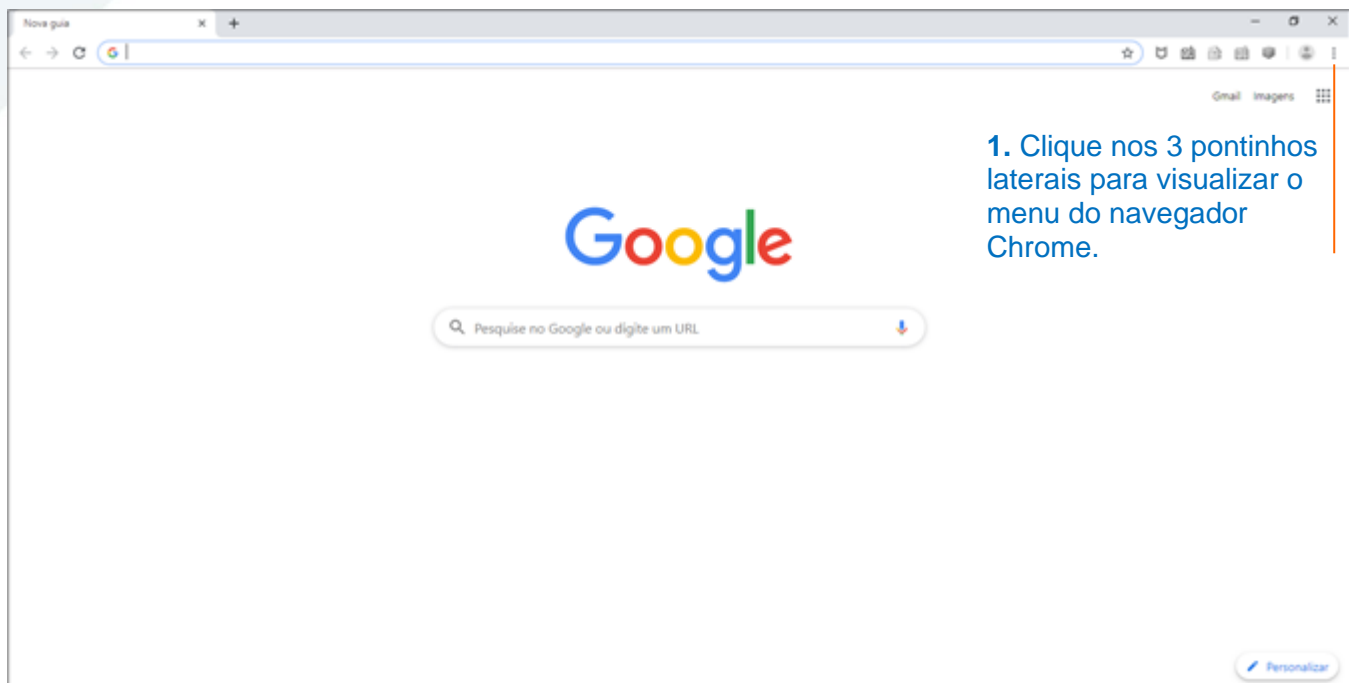 Nova guia
Gmail Imagens
1. Clique nos 3 pontinhos
laterais para visualizar o
menu do navegador
Chrome.
Google
Pesquise no Google ou digite um URL
Personalizar